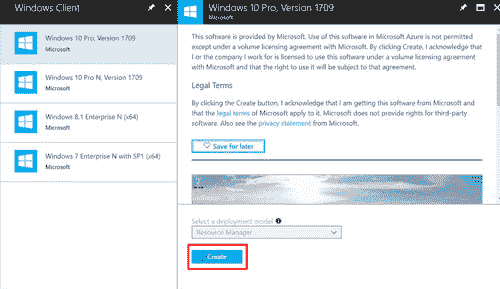 Windows Client
Windows 10 Pro, Version 1709
Microsoft
Windows 10 Pro N, Version 1709
Microsoft
Windows 8.1 Enterprise N (x64)
Microsoft
Windows 7 Enterprise N with SP1 (x64)
Microsoft
Windows 10 Pro, Version 1709
Microsoft
This software is provided by Microsoft. Use of this software in Microsoft Azure is not permitted
except under a volume licensing agreement with Microsoft. By clicking Create, I acknowledge that
I or the company I work for is licensed to use this software under a volume licensing agreement
with Microsoft and that the right to use it will be subject to that agreement.
Legal Terms
By clicking the Create button, I acknowledge that I am getting this software from Microsoft and
that the legal terms of Microsoft apply to it. Microsoft does not provide rights for third-party
software. Also see the privacy statement from Microsoft.
Save for later
Select a deployment model
Resource Manager
Create